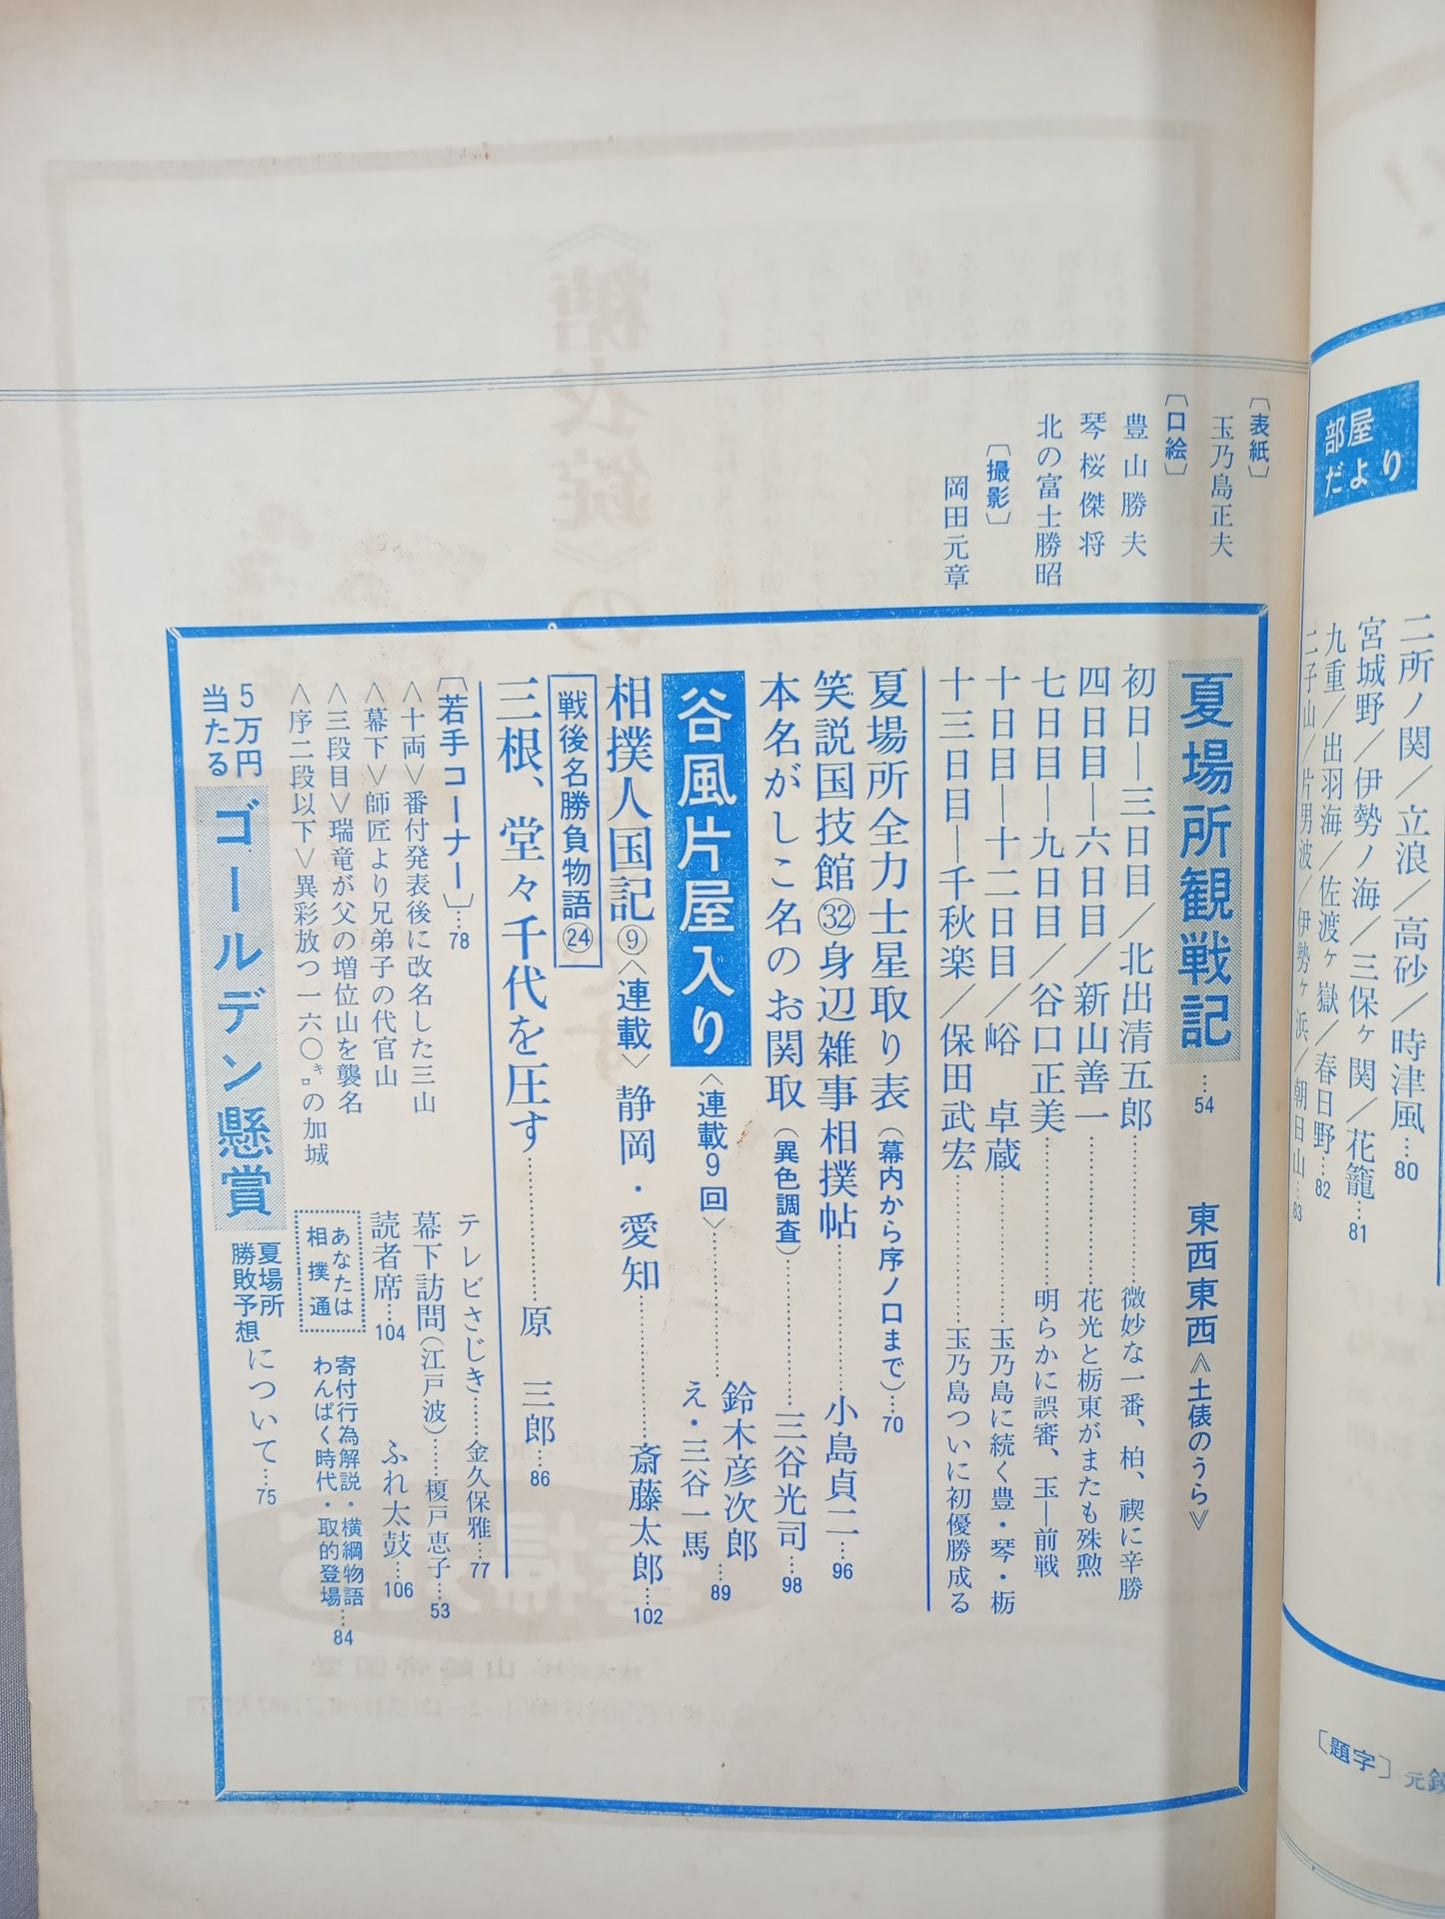 部屋
だより
二所ノ関／立浪／高砂／時津風…80
宮城野／伊勢ノ海／三保ヶ関／花籠…81
九重／出羽海／佐渡ヶ嶽／春日野…82
二子山／片男波／伊勢ヶ浜／朝日山…83
〔題字〕
〔表紙〕
玉乃島正夫
〔口絵〕
豊山勝夫
琴桜傑将
北の富士勝昭
〔撮影〕
岡田元章
夏場所観戦記…54
東西東西《土俵のうら》
初日―三日目／北出清五郎……微妙な一番、柏、禊に辛勝
四日目―六日目／新山善一……花光と栃東がまたも殊勲
七日目―九日目／谷口正美……明らかに誤審、玉―前戦
十日目―十二日目／峪 卓蔵……玉乃島に続く豊・琴・栃
十三日目―千秋楽／保田武宏……玉乃島ついに初優勝成る
夏場所全力士星取り表（幕内から序ノ口まで）…70
笑説国技館㉜身辺雑事相撲帖……小島貞二…96
本名がしこ名のお関取（異色調査）……三谷光司…98
谷風片屋入り〈連載9回〉……鈴木彦次郎
え・三谷一馬…89
相撲人国記⑨〈連載〉静岡・愛知……斎藤太郎…102
戦後名勝負物語㉔
三根、堂々千代を圧す……原 三郎…86
〔若手コーナー〕…78
＜十両＞番付発表後に改名した三山
＜幕下＞師匠より兄弟子の代官山
＜三段目＞瑞竜が父の増位山を襲名
＜序二段以下＞異彩放つ一六〇㌔の加城
テレビさじき……金久保雅…77
幕下訪問（江戸波）……榎戸恵子…53
読者席…104
ふれ太鼓…106
あなたは
相撲通
寄付行為解説・横綱物語
わんぱく時代・取的登場…84
5万円
当たる
ゴールデン懸賞
夏場所
勝敗予想について…75